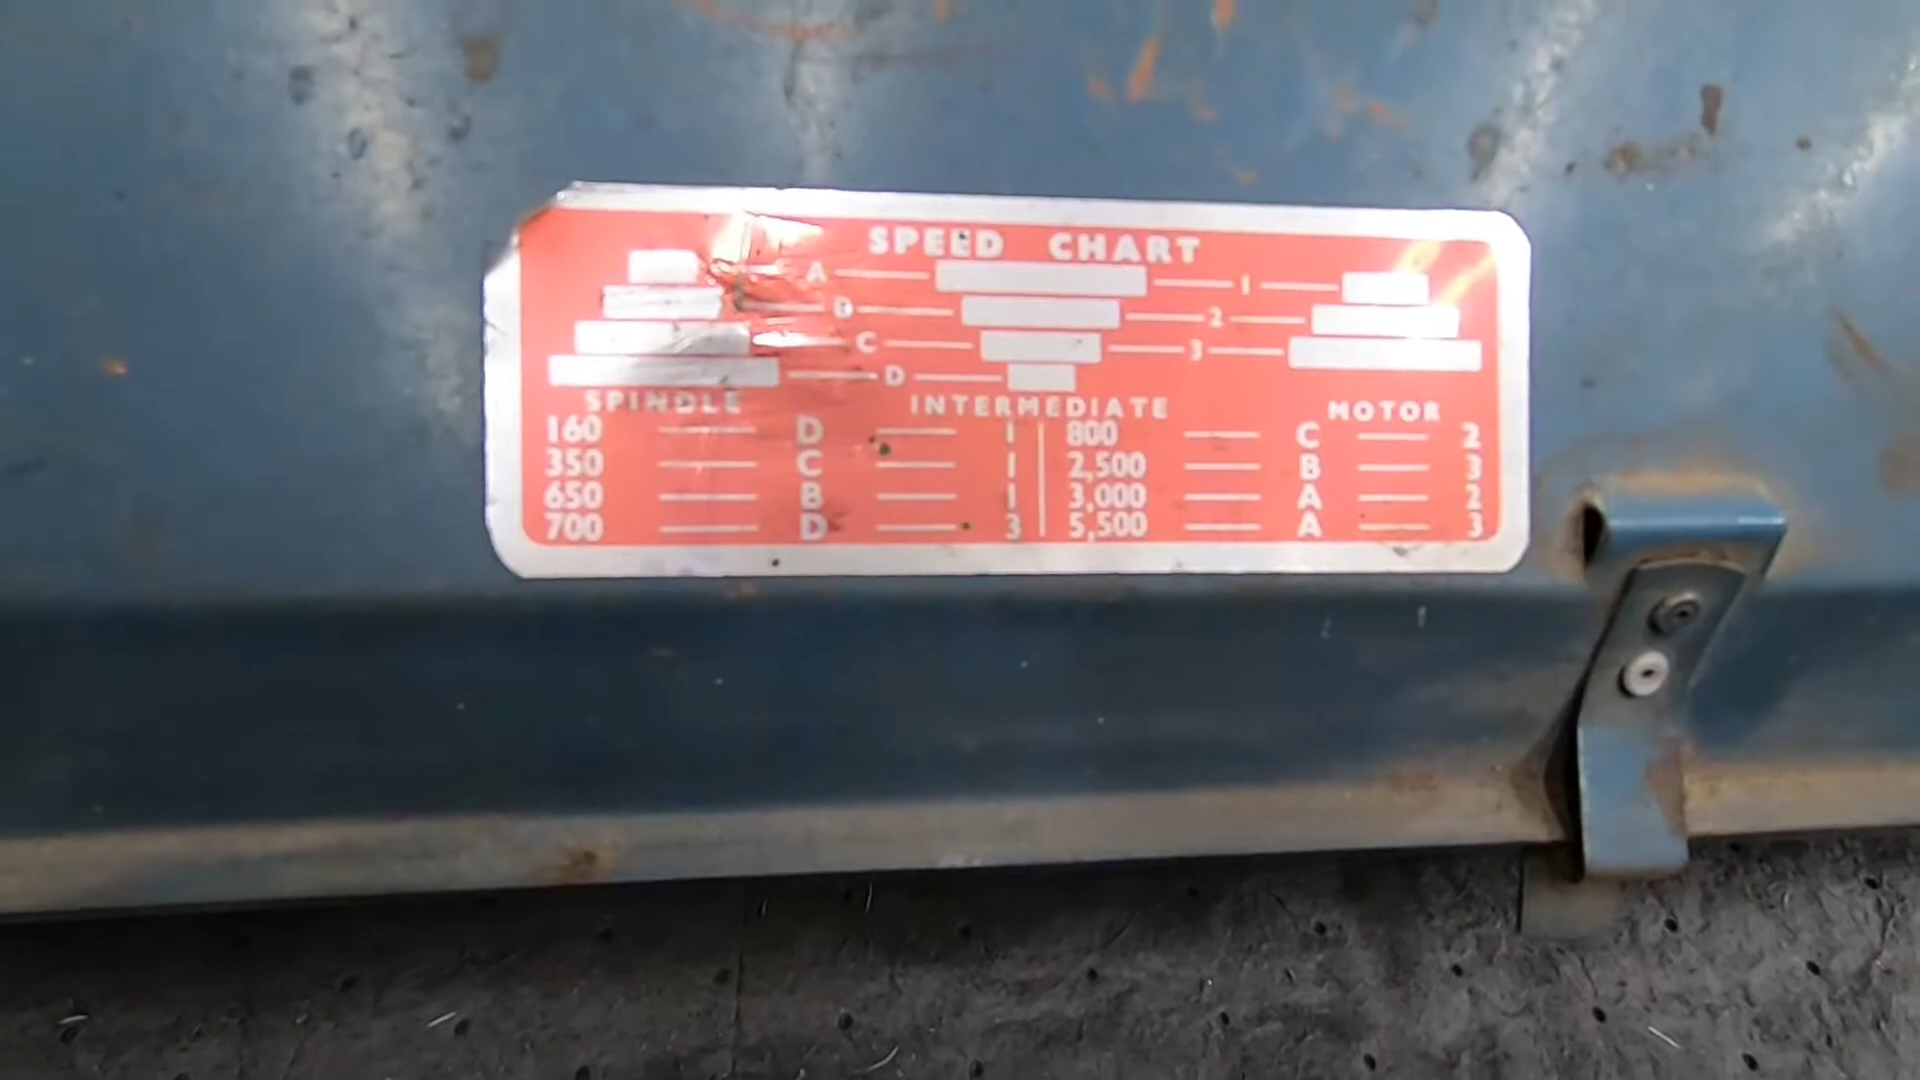 SPEED CHART
A 1
B 2
C 3
D
SPINDLE INTERMEDIATE MOTOR
160 D 1 800 C 2
350 C 1 2,500 B 3
650 B 1 3,000 A 2
700 D 3 5,500 A 3